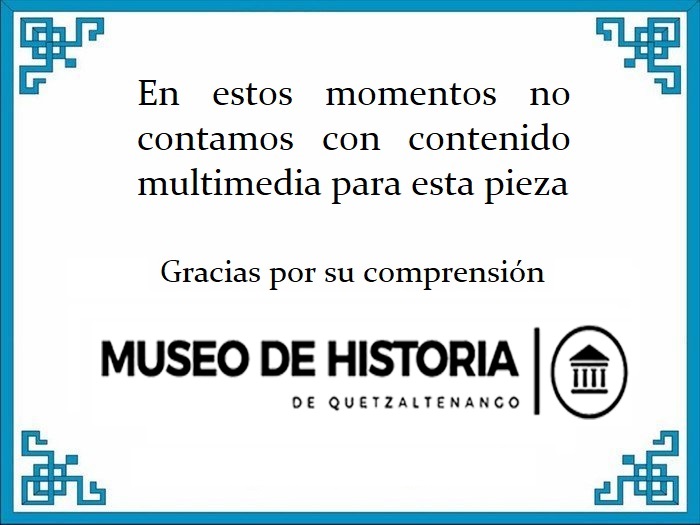 En estos momentos no
contamos con contenido
multimedia para esta pieza
Gracias por su comprensión
MUSEO DE HISTORIA
DE QUETZALTENANGO